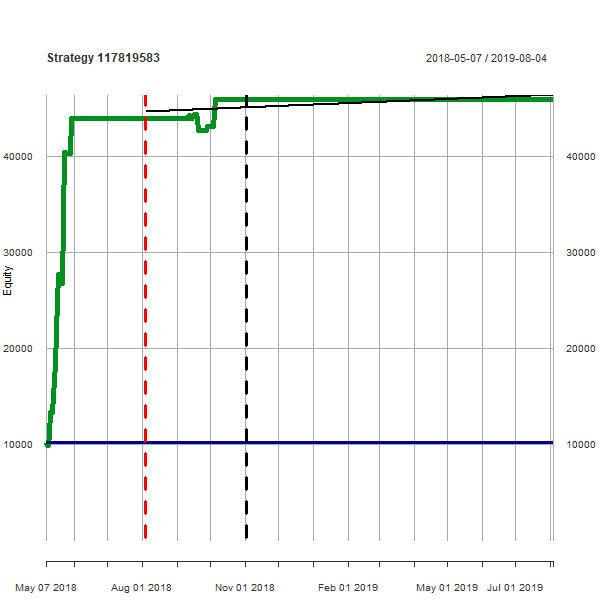 Strategy 117819583
2018-05-07 / 2019-08-04
40000
40000
30000
30000
Equity
20000
20000
10000
10000
May 07 2018
Aug 01 2018
Nov 01 2018
Feb 01 2019
May 01 2019
Jul 01 2019